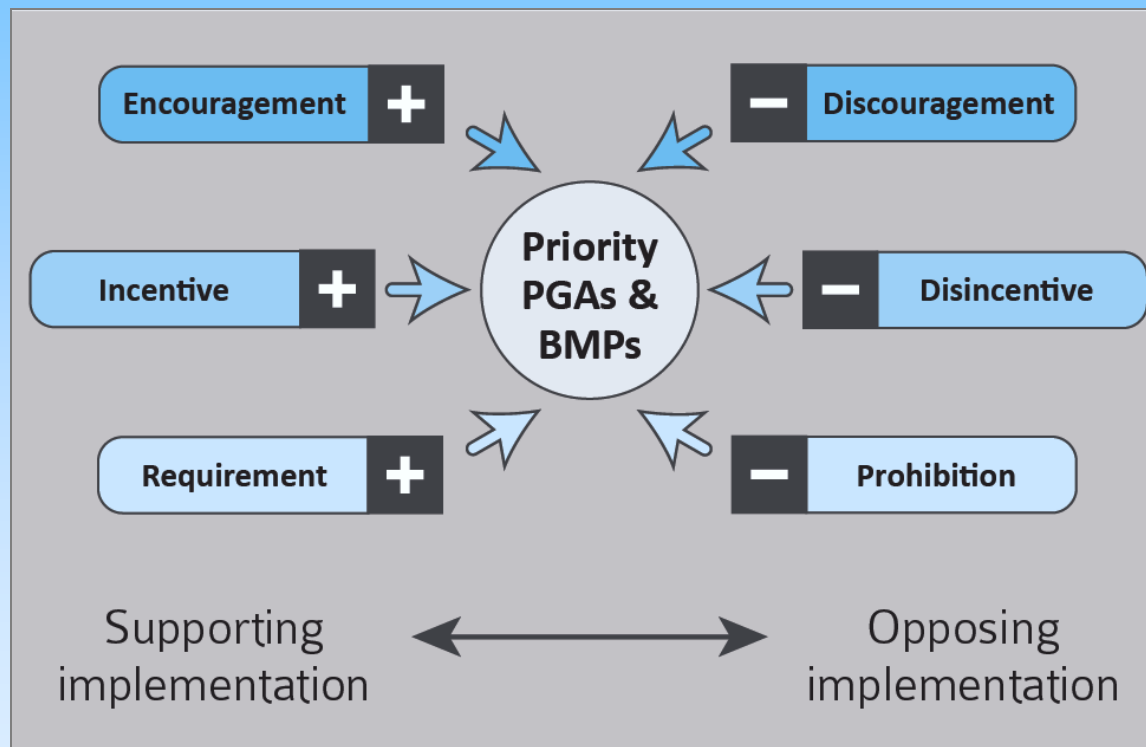 Encouragement +
− Discouragement
Priority
PGAs &
BMPs
Incentive +
− Disincentive
Requirement +
− Prohibition
Supporting
implementation
Opposing
implementation